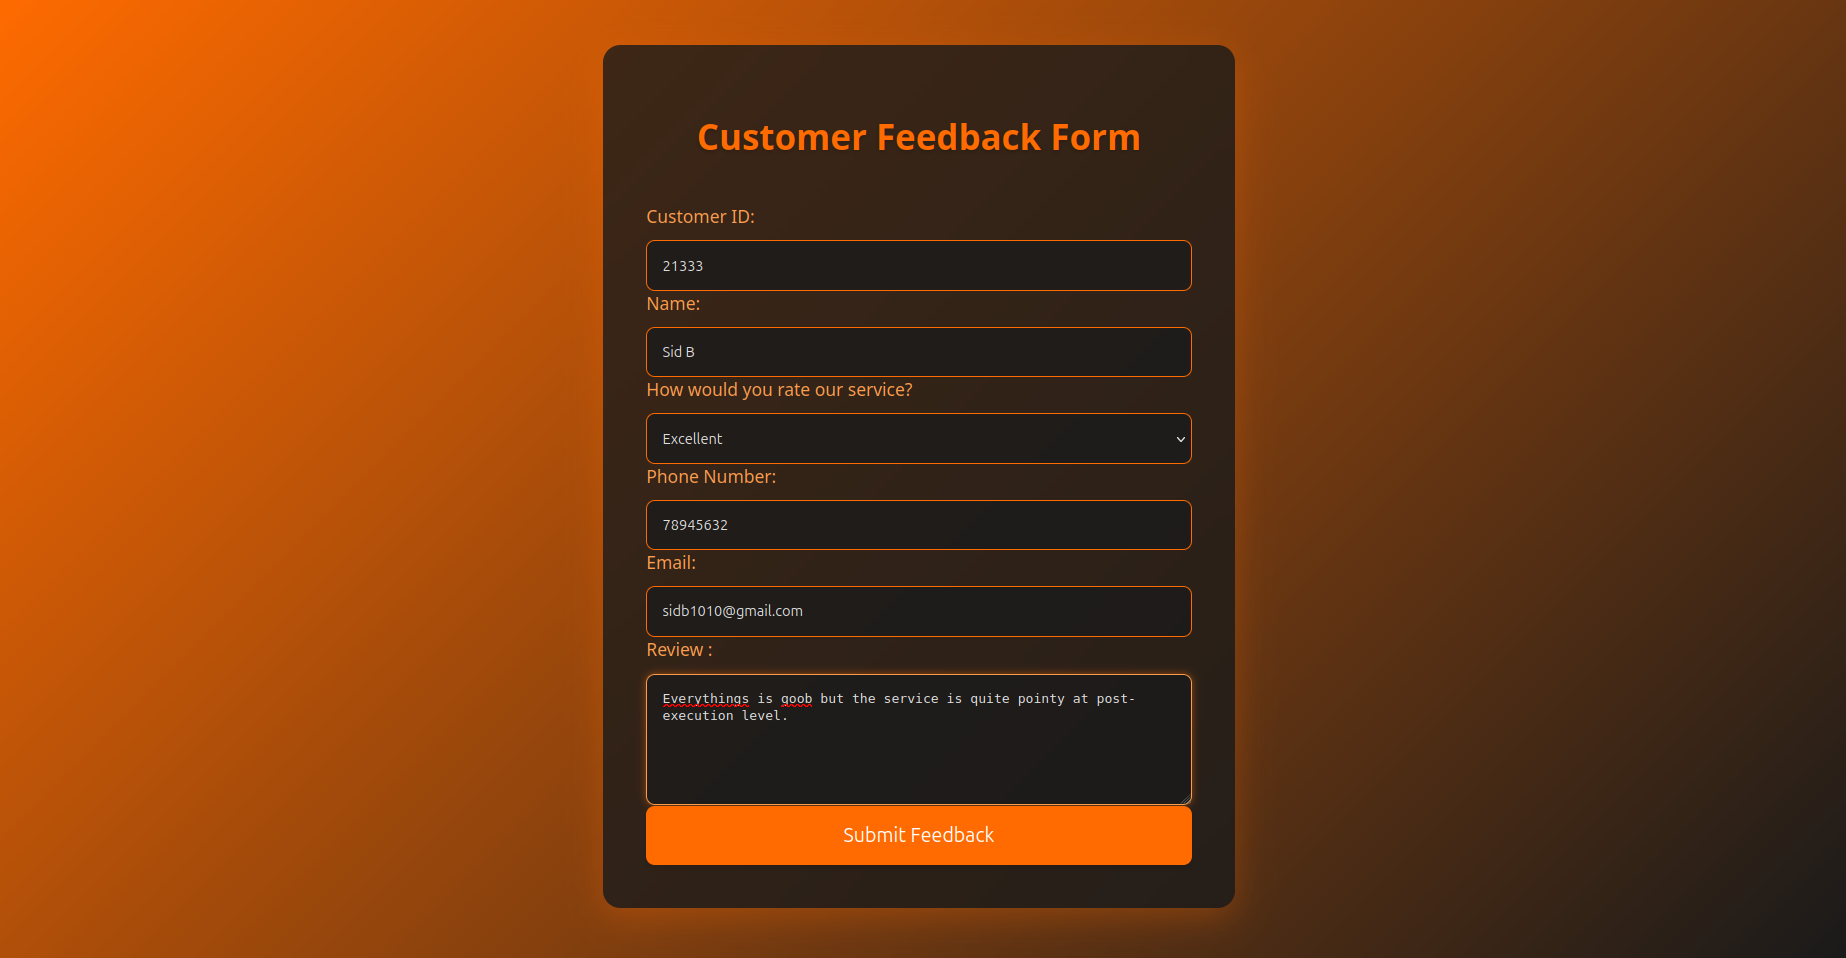 Customer Feedback Form
Customer ID:
21333
Name:
Sid B
How would you rate our service?
Excellent
Phone Number:
78945632
Email:
sidb1010@gmail.com
Review :
Everythings is goob but the service is quite pointy at post-
execution level.
Submit Feedback